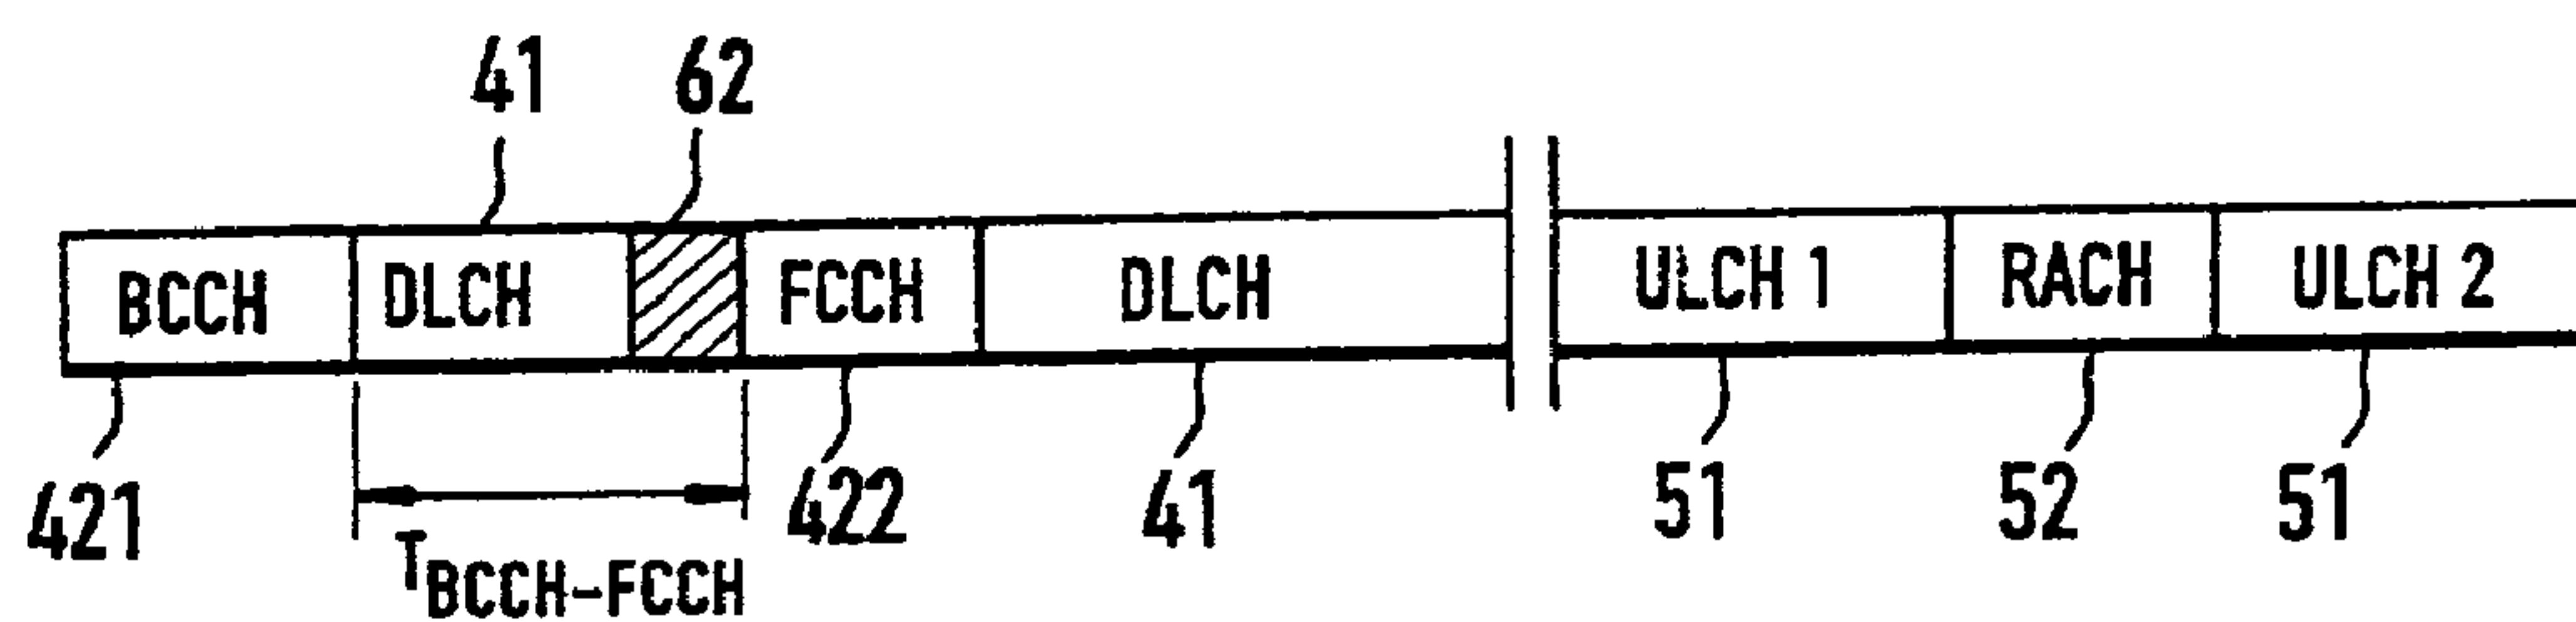 41 62
BCCH DLCH FCCH DLCH ULCH 1 RACH ULCH 2
421 422 41 51 52 51
TBCCH-FCCH